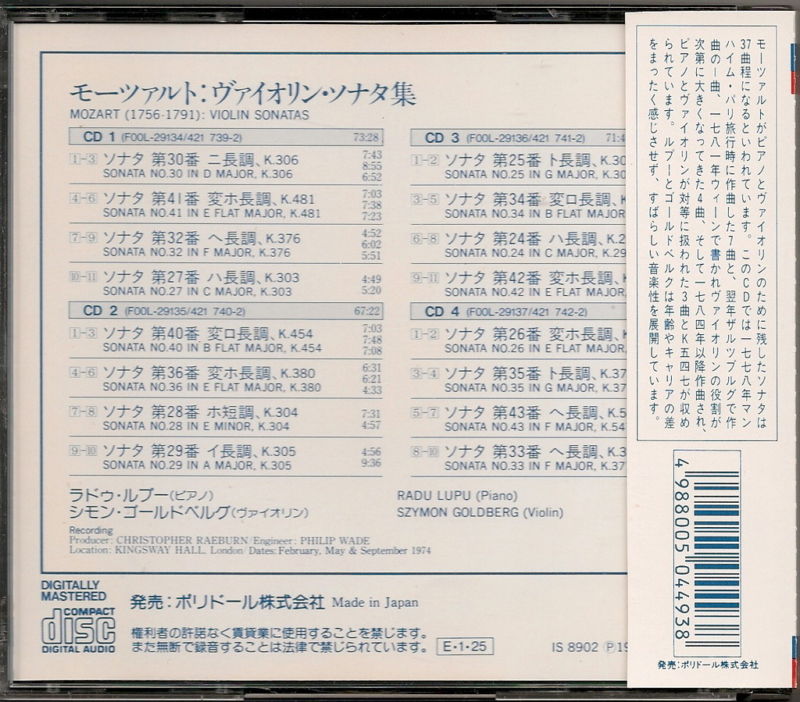 モーツァルト：ヴァイオリン・ソナタ集
MOZART (1756-1791): VIOLIN SONATAS
CD 1 (FOOL-29134/421 739-2) 73:28
1-3 ソナタ 第30番 ニ長調、K.306 7:43
SONATA NO.30 IN D MAJOR, K.306 8:55
6:52
4-6 ソナタ 第41番 変ホ長調、K.481 7:03
SONATA NO.41 IN E FLAT MAJOR, K.481 7:38
7:23
7-9 ソナタ 第32番 ヘ長調、K.376 4:52
SONATA NO.32 IN F MAJOR, K.376 6:02
5:51
10-11 ソナタ 第27番 ハ長調、K.303 4:49
SONATA NO.27 IN C MAJOR, K.303 5:20
CD 2 (FOOL-29135/421 740-2) 67:22
1-3 ソナタ 第40番 変ロ長調、K.454 7:03
SONATA NO.40 IN B FLAT MAJOR, K.454 7:48
7:08
4-6 ソナタ 第36番 変ホ長調、K.380 6:31
SONATA NO.36 IN E FLAT MAJOR, K.380 6:21
4:33
7-8 ソナタ 第28番 ホ短調、K.304 7:31
SONATA NO.28 IN E MINOR, K.304 4:57
9-10 ソナタ 第29番 イ長調、K.305 4:56
SONATA NO.29 IN A MAJOR, K.305 9:36
CD 3 (FOOL-29136/421 741-2) 71:4
1-2 ソナタ 第25番 ト長調、K.30
SONATA NO.25 IN G MAJOR, K.30
3-5 ソナタ 第34番 変ロ長調、K
SONATA NO.34 IN B FLAT MAJOR,
6-8 ソナタ 第24番 ハ長調、K.2
SONATA NO.24 IN C MAJOR, K.29
9-11 ソナタ 第42番 変ホ長調、K
SONATA NO.42 IN E FLAT MAJOR,
CD 4 (FOOL-29137/421 742-2)
1-2 ソナタ 第26番 変ホ長調、K
SONATA NO.26 IN E FLAT MAJOR,
3-4 ソナタ 第35番 ト長調、K.37
SONATA NO.35 IN G MAJOR, K.37
5-7 ソナタ 第43番 ヘ長調、K.5
SONATA NO.43 IN F MAJOR, K.54
8-10 ソナタ 第33番 ヘ長調、K.3
SONATA NO.33 IN F MAJOR, K.37
ラドゥ・ルプー(ピアノ)
シモン・ゴールドベルグ(ヴァイオリン)
RADU LUPU (Piano)
SZYMON GOLDBERG (Violin)
Recording
Producer: CHRISTOPHER RAEBURN/Engineer: PHILIP WADE
Location: KINGSWAY HALL, London/Dates: February, May & September 1974
DIGITALLY
MASTERED
COMPACT
disc
DIGITAL AUDIO
発売：ポリドール株式会社 Made in Japan
権利者の許諾なく賃貸業に使用することを禁じます。
また無断で録音することは法律で禁じられています。
E・1・25
IS 8902 Ⓟ19
モーツァルトがピアノとヴァイオリンのために残したソナタは
37曲程になるといわれています。このCDでは一七七八年マン
ハイム・パリ旅行時に作曲した7曲と、翌年ザルツブルグで作
曲の1曲、一七八一年ウィーンで書かれヴァイオリンの役割が
次第に大きくなってきた4曲、そして一七八四年以降作曲され、
ピアノとヴァイオリンが対等に扱われた3曲とK五四七が収め
られています。ルプーとゴールドベルクは年齢やキャリアの差
をまったく感じさせず、すばらしい音楽性を展開しています。
4 988005 044938
発売：ポリドール株式会社